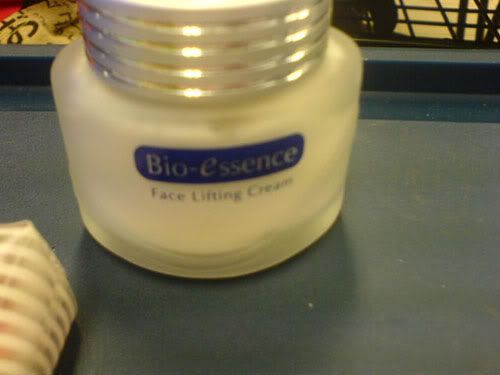 Bio-essence
Face Lifting Cream